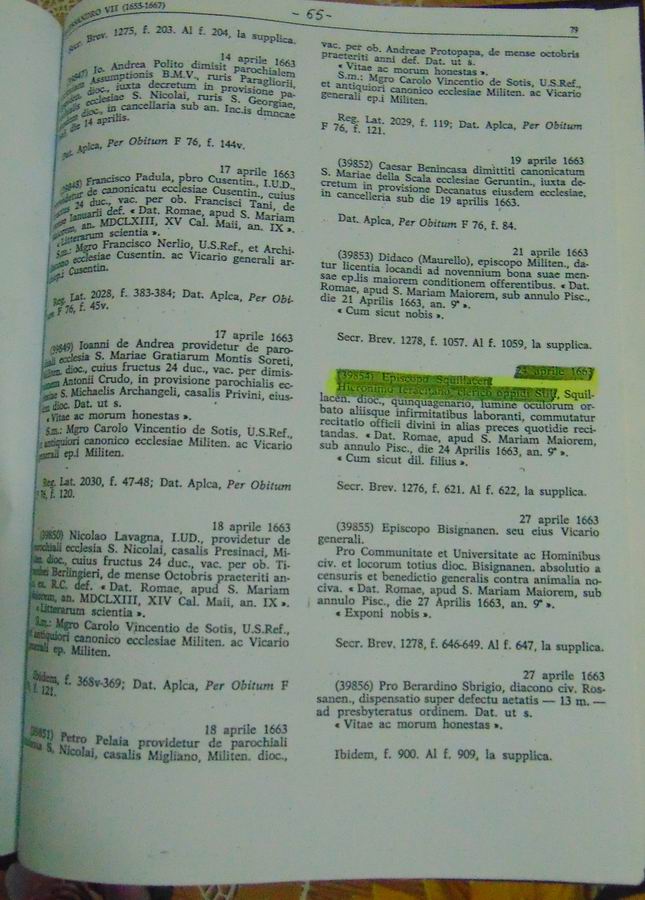 - 65 -
SSANDRO VII (1655-1667)
79
Secr. Brev. 1275, f. 203. Al f. 204, la supplica.
14 aprile 1663
Io. Andrea Polito dimisit parochialem
Assumptionis B.M.V., ruris Paragliorii,
dioc., iuxta decretum in provisione pa-
ecclesiae S. Nicolai, ruris S. Georgiae,
dioc., in cancellaria sub an. Inc.is dmncae
die 14 aprilis.
Dat. Aplca, Per Obitum F 76, f. 144v.
17 aprile 1663
(39848) Francisco Padula, pbro Cusentin., I.U.D.,
providetur de canonicatu ecclesiae Cusentin., cuius
24 duc., vac. per ob. Francisci Tani, de
Ianuarii def. « Dat. Romae, apud S. Mariam
Maiorem, an. MDCLXIII, XV Cal. Maii, an. IX ».
« Litterarum scientia ».
S.m.: Mgro Francisco Nerlio, U.S.Ref., et Archi-
ecclesiae Cusentin. ac Vicario generali ar-
Cusentin.
Reg. Lat. 2028, f. 383-384; Dat. Aplca, Per Obi-
F 76, f. 45v.
17 aprile 1663
(39849) Ioanni de Andrea providetur de paro-
ecclesia S. Mariae Gratiarum Montis Soreti,
dioc., cuius fructus 24 duc., vac. per dimis-
Antonii Crudo, in provisione parochialis ec-
S. Michaelis Archangeli, casalis Privini, eius-
dioc. Dat. ut s.
« Vitae ac morum honestas ».
S.m.: Mgro Carolo Vincentio de Sotis, U.S.Ref.,
antiquiori canonico ecclesiae Militen. ac Vicario
ep.i Militen.
Reg. Lat. 2030, f. 47-48; Dat. Aplca, Per Obitum
76, f. 120.
18 aprile 1663
(39850) Nicolao Lavagna, I.UD., providetur de
parochiali ecclesia S. Nicolai, casalis Presinaci, Mi-
dioc., cuius fructus 24 duc., vac. per ob. Ti-
Berlingieri, de mense Octobris praeteriti an-
ex. R.C. def. « Dat. Romae, apud S. Mariam
Maiorem, an. MDCLXIII, XIV Cal. Maii, an. IX ».
« Litterarum scientia ».
S.m.: Mgro Carolo Vincentio de Sotis, U.S.Ref.,
antiquiori canonico ecclesiae Militen. ac Vicario
ep. Militen.
Ibidem, f. 368v-369; Dat. Aplca, Per Obitum F
f. 121.
18 aprile 1663
(39851) Petro Pelaia providetur de parochiali
S. Nicolai, casalis Migliano, Militen. dioc.,
vac. per ob. Andreae Protopapa, de mense octobris
praeteriti anni def. Dat. ut s.
« Vitae ac morum honestas ».
S.m.: Mgro Carolo Vincentio de Sotis, U.S.Ref.,
et antiquiori canonico ecclesiae Militen. ac Vicario
generali ep.i Militen.
Reg. Lat. 2029, f. 119; Dat. Aplca, Per Obitum
F 76, f. 121.
19 aprile 1663
(39852) Caesar Benincasa dimittit canonicatum
S. Mariae della Scala ecclesiae Geruntin., iuxta de-
cretum in provisione Decanatus eiusdem ecclesiae,
in cancelleria sub die 19 aprilis 1663.
Dat. Aplca, Per Obitum F 76, f. 84.
21 aprile 1663
(39853) Didaco (Maurello), episcopo Militen., da-
tur licentia locandi ad novennium bona suae men-
sae ep.lis maiorem conditionem offerentibus. « Dat.
Romae, apud S. Mariam Maiorem, sub annulo Pisc.,
die 21 Aprilis 1663, an. 9° ».
« Cum sicut nobis ».
Secr. Brev. 1278, f. 1057. Al f. 1059, la supplica.
24 aprile 1663
(39854) Episcopo Squillacen.
Hieronimo Teracitano, clerico oppidi Stili, Squil-
lacen. dioc., quinquagenario, lumine oculorum or-
bato aliisque infirmitatibus laboranti, commutatur
recitatio officii divini in alias preces quotidie reci-
tandas. « Dat. Romae, apud S. Mariam Maiorem,
sub annulo Pisc., die 24 Aprilis 1663, an. 9° ».
« Cum sicut dil. filius ».
Secr. Brev. 1276, f. 621. Al f. 622, la supplica.
27 aprile 1663
(39855) Episcopo Bisignanen. seu eius Vicario
generali.
Pro Communitate et Universitate ac Hominibus
civ. et locorum totius dioc. Bisignanen. absolutio a
censuris et benedictio generalis contra animalia no-
civa. « Dat. Romae, apud S. Mariam Maiorem, sub
annulo Pisc., die 27 Aprilis 1663, an. 9° ».
« Exponi nobis ».
Secr. Brev. 1278, f. 646-649. Al f. 647, la supplica.
27 aprile 1663
(39856) Pro Berardino Sbrigio, diacono civ. Ros-
sanen., dispensatio super defectu aetatis — 13 m. —
ad presbyteratus ordinem. Dat. ut s.
« Vitae ac morum honestas ».
Ibidem, f. 900. Al f. 909, la supplica.